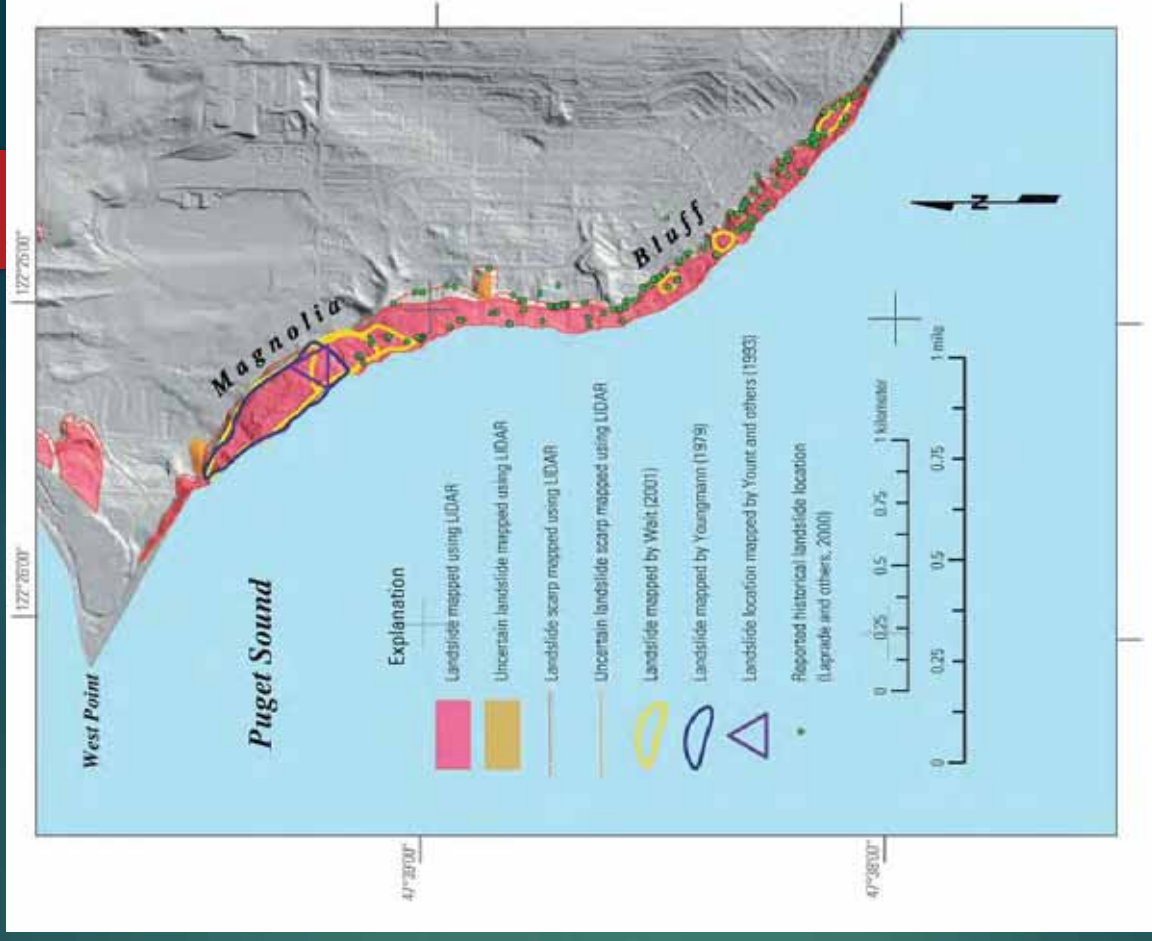 122°26'00"
122°25'00"
West Point
Puget Sound
Magnolia
Bluff
47°39'00"
47°38'00"
Explanation
Landslide mapped using LIDAR
Uncertain landslide mapped using LIDAR
Landslide scarp mapped using LIDAR
Uncertain landslide scarp mapped using LIDAR
Landslide mapped by Wait (2001)
Landslide mapped by Youngmann (1979)
Landslide location mapped by Yount and others (1993)
Reported historical landslide location
(Laprade and others, 2000)
0 0.25 0.5 0.75 1 kilometer
0 0.25 0.5 0.75 1 mile
N